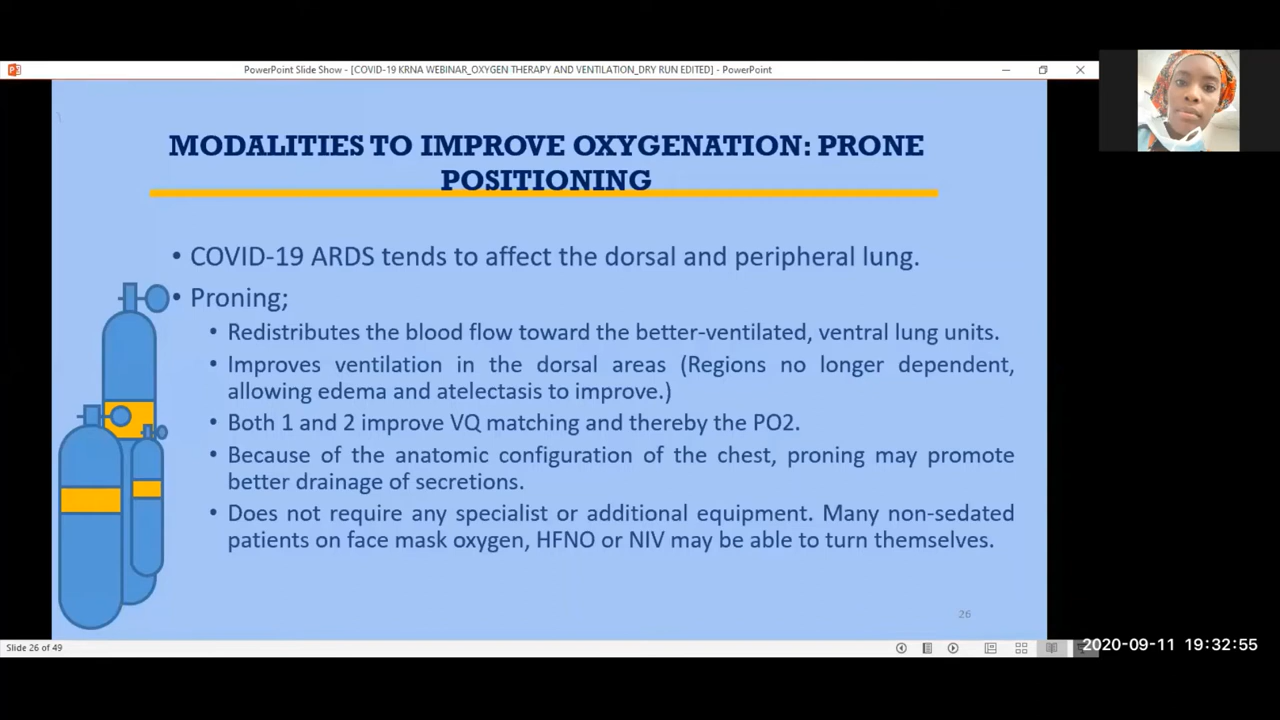 PowerPoint Slide Show - [COVID-19 KRNA WEBINAR_OXYGEN THERAPY AND VENTILATION_DRY RUN EDITED] - PowerPoint
MODALITIES TO IMPROVE OXYGENATION: PRONE
POSITIONING
• COVID-19 ARDS tends to affect the dorsal and peripheral lung.
• Proning;
• Redistributes the blood flow toward the better-ventilated, ventral lung units.
• Improves ventilation in the dorsal areas (Regions no longer dependent,
allowing edema and atelectasis to improve.)
• Both 1 and 2 improve VQ matching and thereby the PO2.
• Because of the anatomic configuration of the chest, proning may promote
better drainage of secretions.
• Does not require any specialist or additional equipment. Many non-sedated
patients on face mask oxygen, HFNO or NIV may be able to turn themselves.
26
Slide 26 of 49
2020-09-11 19:32:55